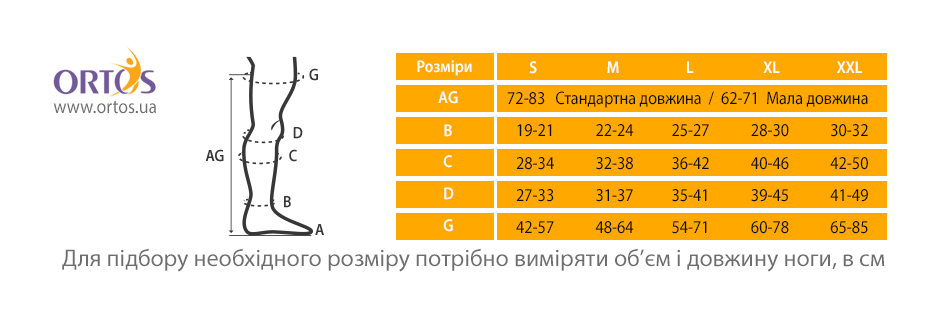 ORTOS
www.ortos.ua
G
D
AG
C
B
A
Розміри S M L XL XXL
AG 72-83 Стандартна довжина / 62-71 Мала довжина
B 19-21 22-24 25-27 28-30 30-32
C 28-34 32-38 36-42 40-46 42-50
D 27-33 31-37 35-41 39-45 41-49
G 42-57 48-64 54-71 60-78 65-85
Для підбору необхідного розміру потрібно виміряти об’єм і довжину ноги, в см